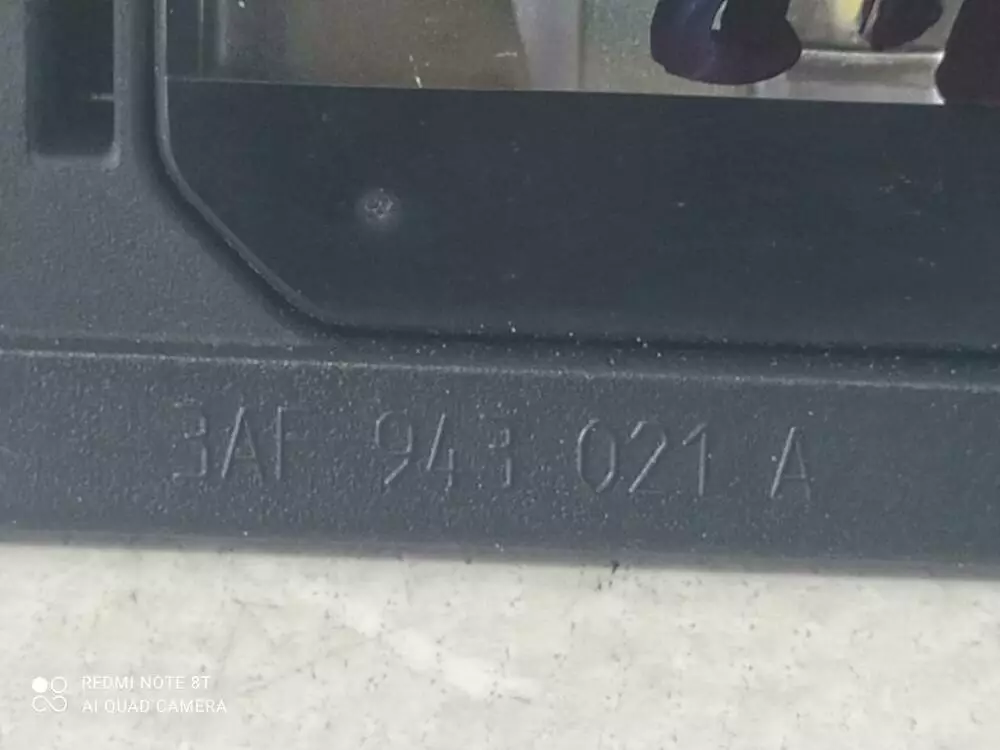 3AF 943 021 A
REDMI NOTE 8T
AI QUAD CAMERA